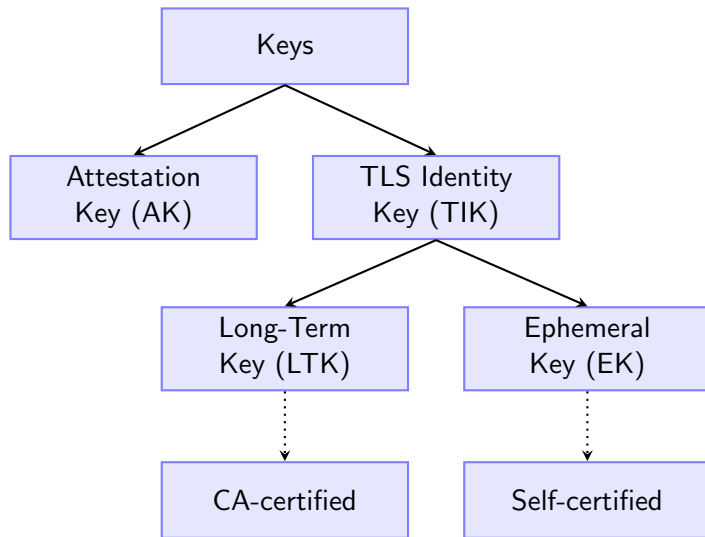 Keys
Attestation
Key (AK)
TLS Identity
Key (TIK)
Long-Term
Key (LTK)
Ephemeral
Key (EK)
CA-certified
Self-certified